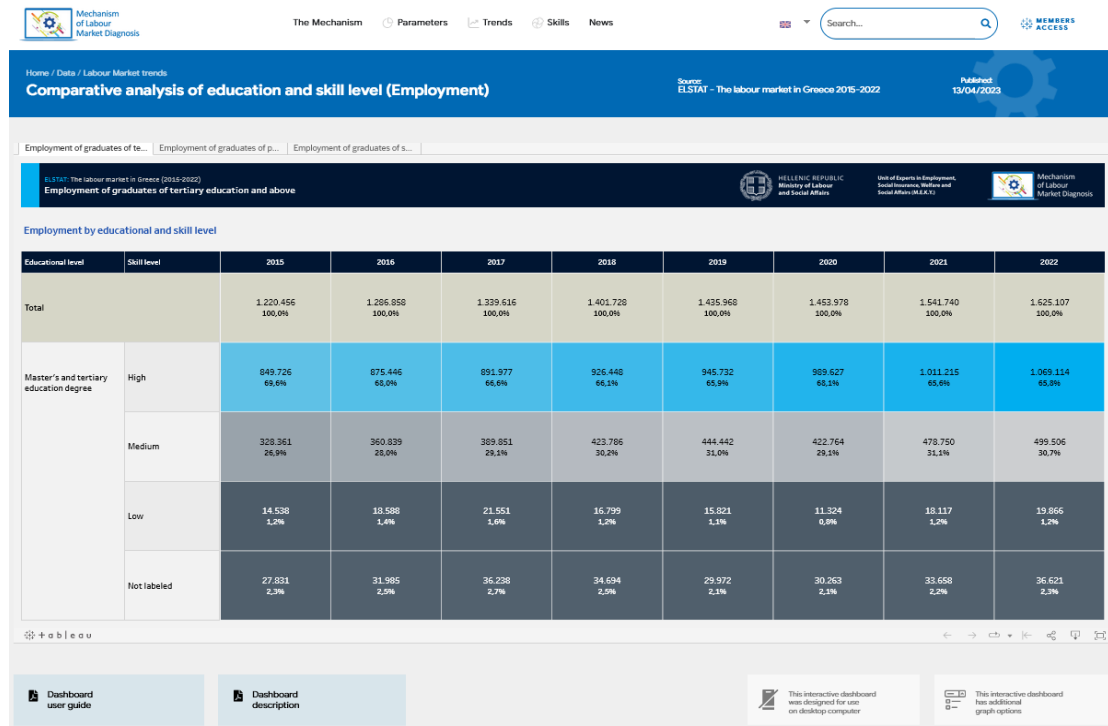 Mechanism
of Labour
Market Diagnosis
The Mechanism Parameters Trends Skills News
Search...
MEMBERS
ACCESS
Home / Data / Labour Market trends
Comparative analysis of education and skill level (Employment)
Source:
ELSTAT - The labour market in Greece 2015-2022
Published:
13/04/2023
Employment of graduates of te... Employment of graduates of p... Employment of graduates of s...
ELSTAT: The labour market in Greece (2015-2022)
Employment of graduates of tertiary education and above
HELLENIC REPUBLIC
Ministry of Labour
and Social Affairs
Unit of Experts in Employment,
Social Insurance, Welfare and
Social Affairs (M.E.K.Y.)
Mechanism
of Labour
Market Diagnosis
Employment by educational and skill level
Educational level Skill level 2015 2016 2017 2018 2019 2020 2021 2022
Total 1.220.456 1.286.858 1.339.616 1.401.728 1.435.968 1.453.978 1.541.740 1.625.107
100,0% 100,0% 100,0% 100,0% 100,0% 100,0% 100,0% 100,0%
Master's and tertiary
education degree
High 849.726 875.446 891.977 926.448 945.732 989.627 1.011.215 1.069.114
69,6% 68,0% 66,6% 66,1% 65,9% 68,1% 65,6% 65,8%
Medium 328.361 360.839 389.851 423.786 444.442 422.764 478.750 499.506
26,9% 28,0% 29,1% 30,2% 31,0% 29,1% 31,1% 30,7%
Low 14.538 18.588 21.551 16.799 15.821 11.324 18.117 19.866
1,2% 1,4% 1,6% 1,2% 1,1% 0,8% 1,2% 1,2%
Not labeled 27.831 31.985 36.238 34.694 29.972 30.263 33.658 36.621
2,3% 2,5% 2,7% 2,5% 2,1% 2,1% 2,2% 2,3%
+ableau
Dashboard
user guide
Dashboard
description
This interactive dashboard
was designed for use
on desktop computer
This interactive dashboard
has additional
graph options